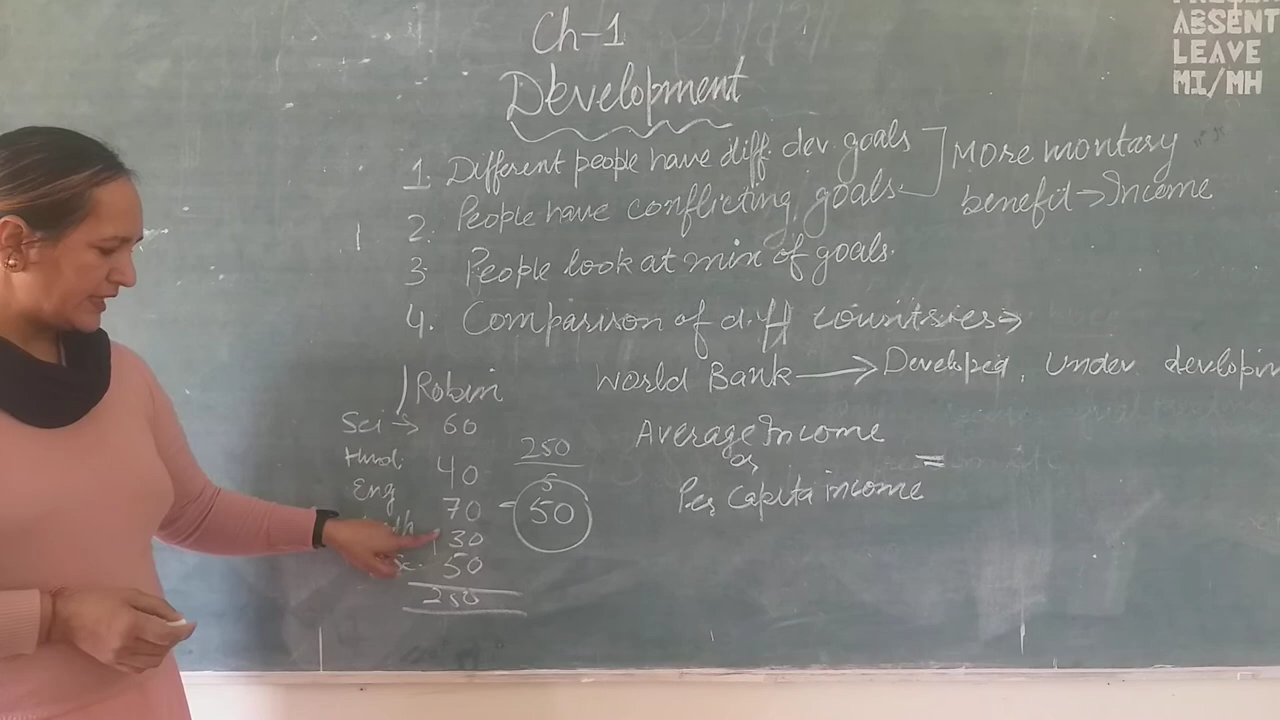 ABSENT
LEAVE
MI/MH
Ch-1
Development
1. Different people have diff. dev. goals
2. People have conflicting goals.
More montary
benefit → Income
3. People look at mix of goals.
4. Comparison of diff countries →
World Bank → Developed, Under developin
Average Income
or
Per Capita income =
Robin
Sci → 60
Hindi 40
Eng 70
30
50
250
250
5
= 50